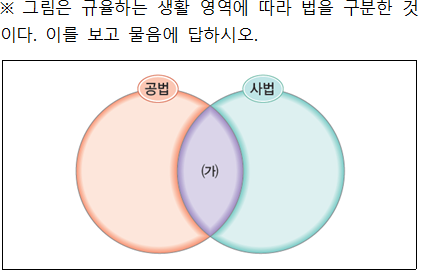 ※ 그림은 규율하는 생활 영역에 따라 법을 구분한 것
이다. 이를 보고 물음에 답하시오.
공법 사법
(가)